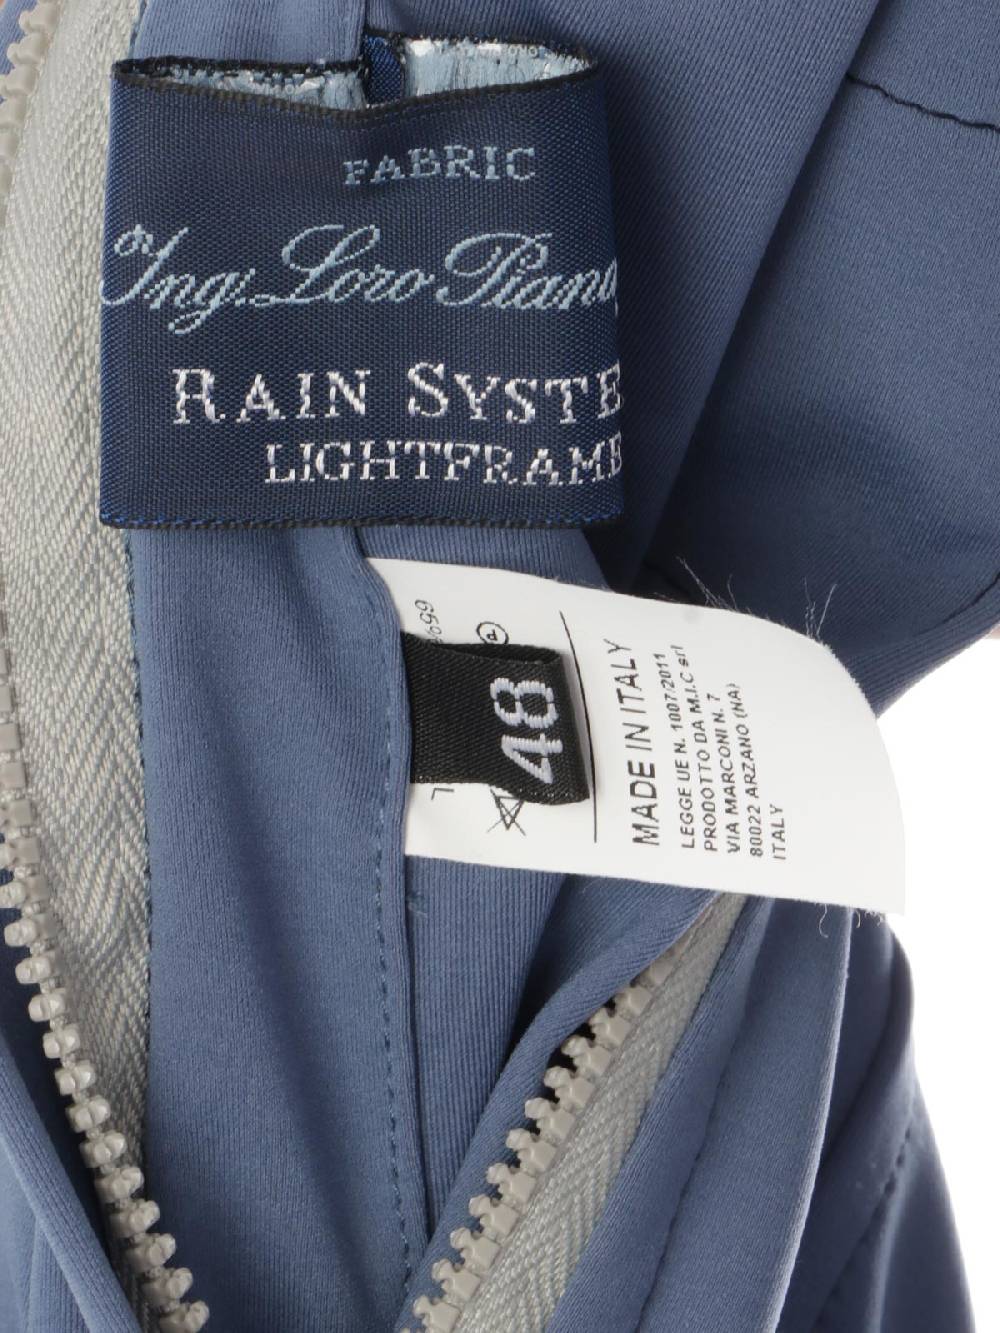 FABRIC
Ing. Loro Piana
RAIN SYSTE
LIGHTFRAME
65%
48
L
MADE IN ITALY
LEGGE UE N. 1007/2011
PRODOTTO DA M.I.C srl
VIA MARCONI N. 7
80022 ARZANO (NA)
ITALY